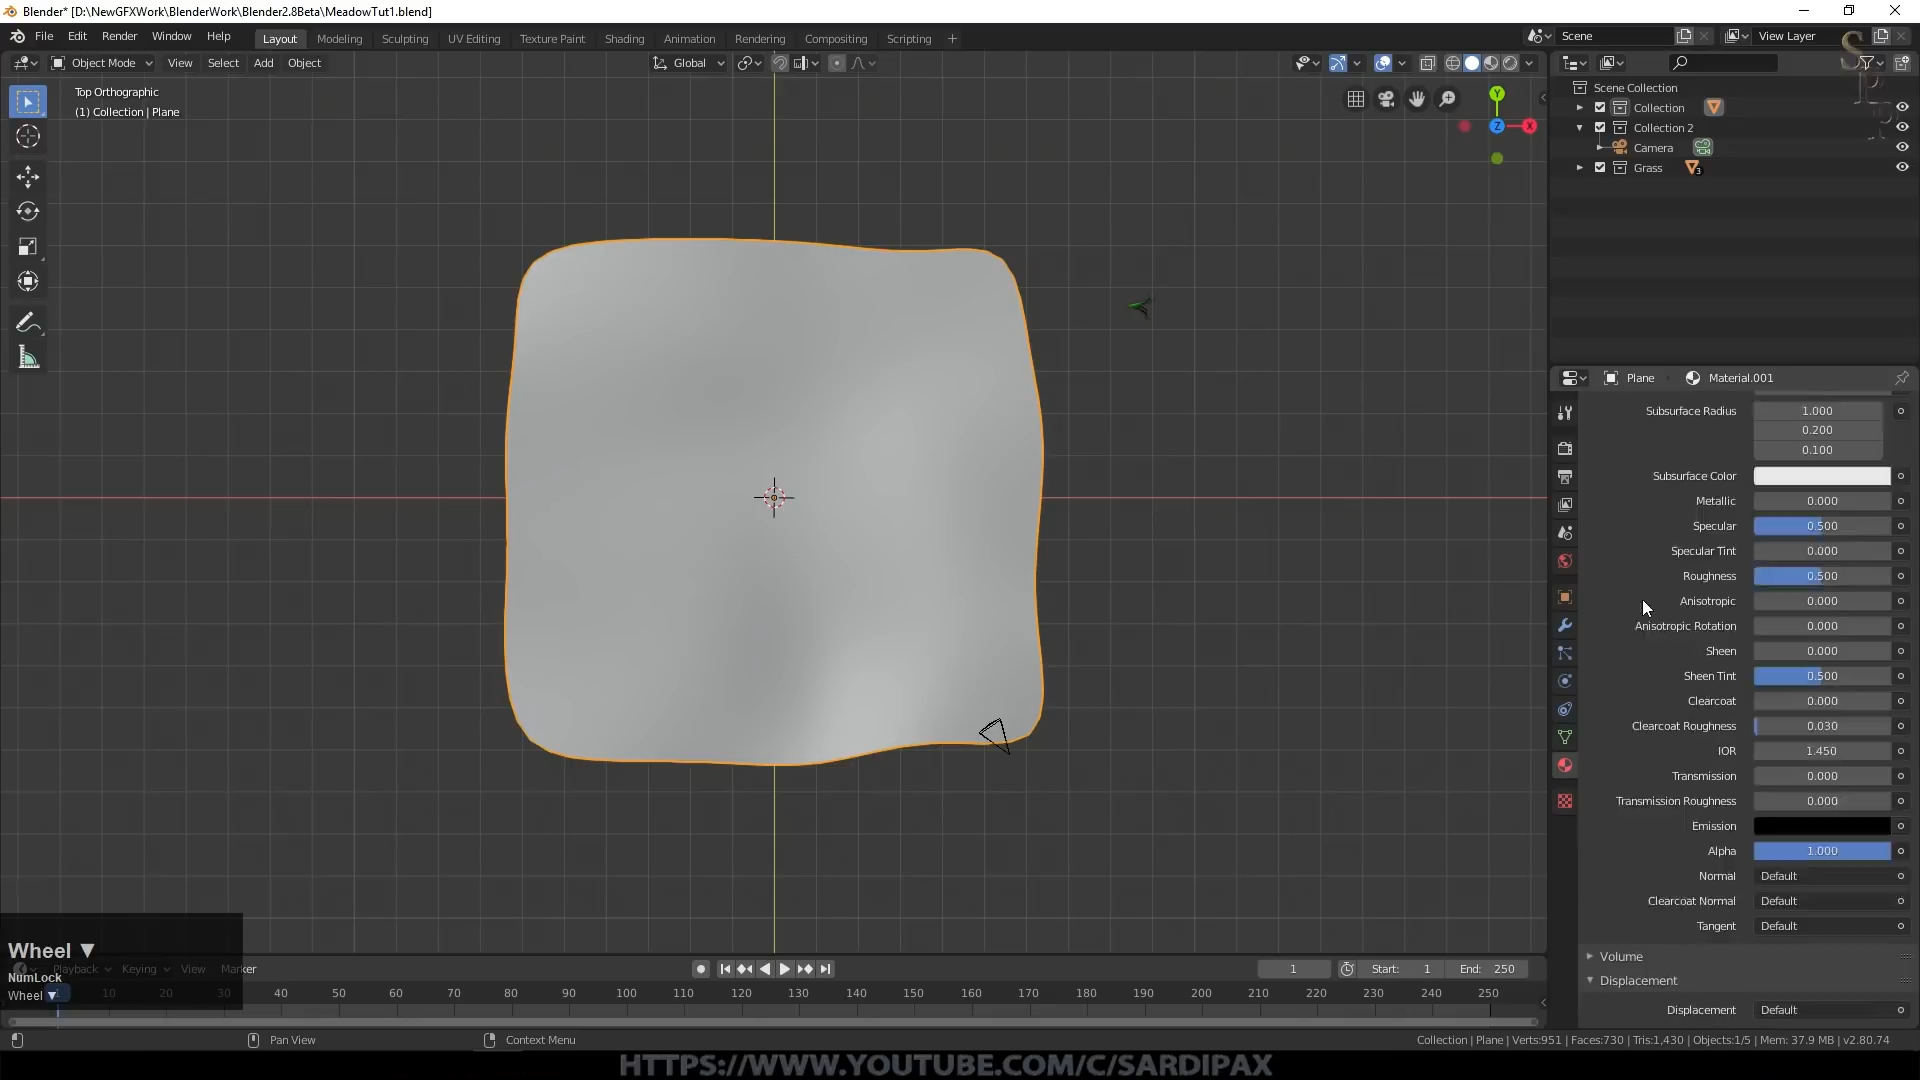 Blender* [D:\NewGFXWork\BlenderWork\Blender2.8Beta\MeadowTut1.blend]
File Edit Render Window Help
Layout Modeling Sculpting UV Editing Texture Paint Shading Animation Rendering Compositing Scripting +
Scene
View Layer
Object Mode View Select Add Object
Global
Top Orthographic
(1) Collection | Plane
Y
Z
X
Scene Collection
Collection
Collection 2
Camera
Grass
3
Plane
Material.001
Subsurface Radius 1.000
0.200
0.100
Subsurface Color
Metallic 0.000
Specular 0.500
Specular Tint 0.000
Roughness 0.500
Anisotropic 0.000
Anisotropic Rotation 0.000
Sheen 0.000
Sheen Tint 0.500
Clearcoat 0.000
Clearcoat Roughness 0.030
IOR 1.450
Transmission 0.000
Transmission Roughness 0.000
Emission
Alpha 1.000
Normal Default
Clearcoat Normal Default
Tangent Default
Volume
Displacement
Displacement Default
Wheel ▼
NumLock
Wheel ▼
Playback Keying View Marker
1 Start: 1 End: 250
1 10 20 30 40 50 60 70 80 90 100 110 120 130 140 150 160 170 180 190 200 210 220 230 240 250
Pan View
Context Menu
Collection | Plane | Verts:951 | Faces:730 | Tris:1,430 | Objects:1/5 | Mem: 37.9 MB | v2.80.74
HTTPS://WWW.YOUTUBE.COM/C/SARDIPAX